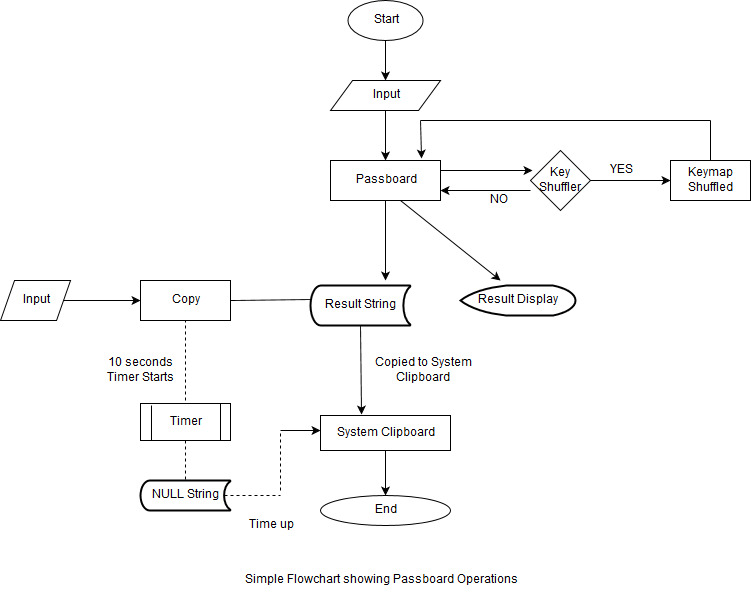 Start
Input
Passboard
Key
Shuffler
YES
NO
Keymap
Shuffled
Input
Copy
Result String
Result Display
10 seconds
Timer Starts
Copied to System
Clipboard
Timer
System Clipboard
NULL String
Time up
End
Simple Flowchart showing Passboard Operations